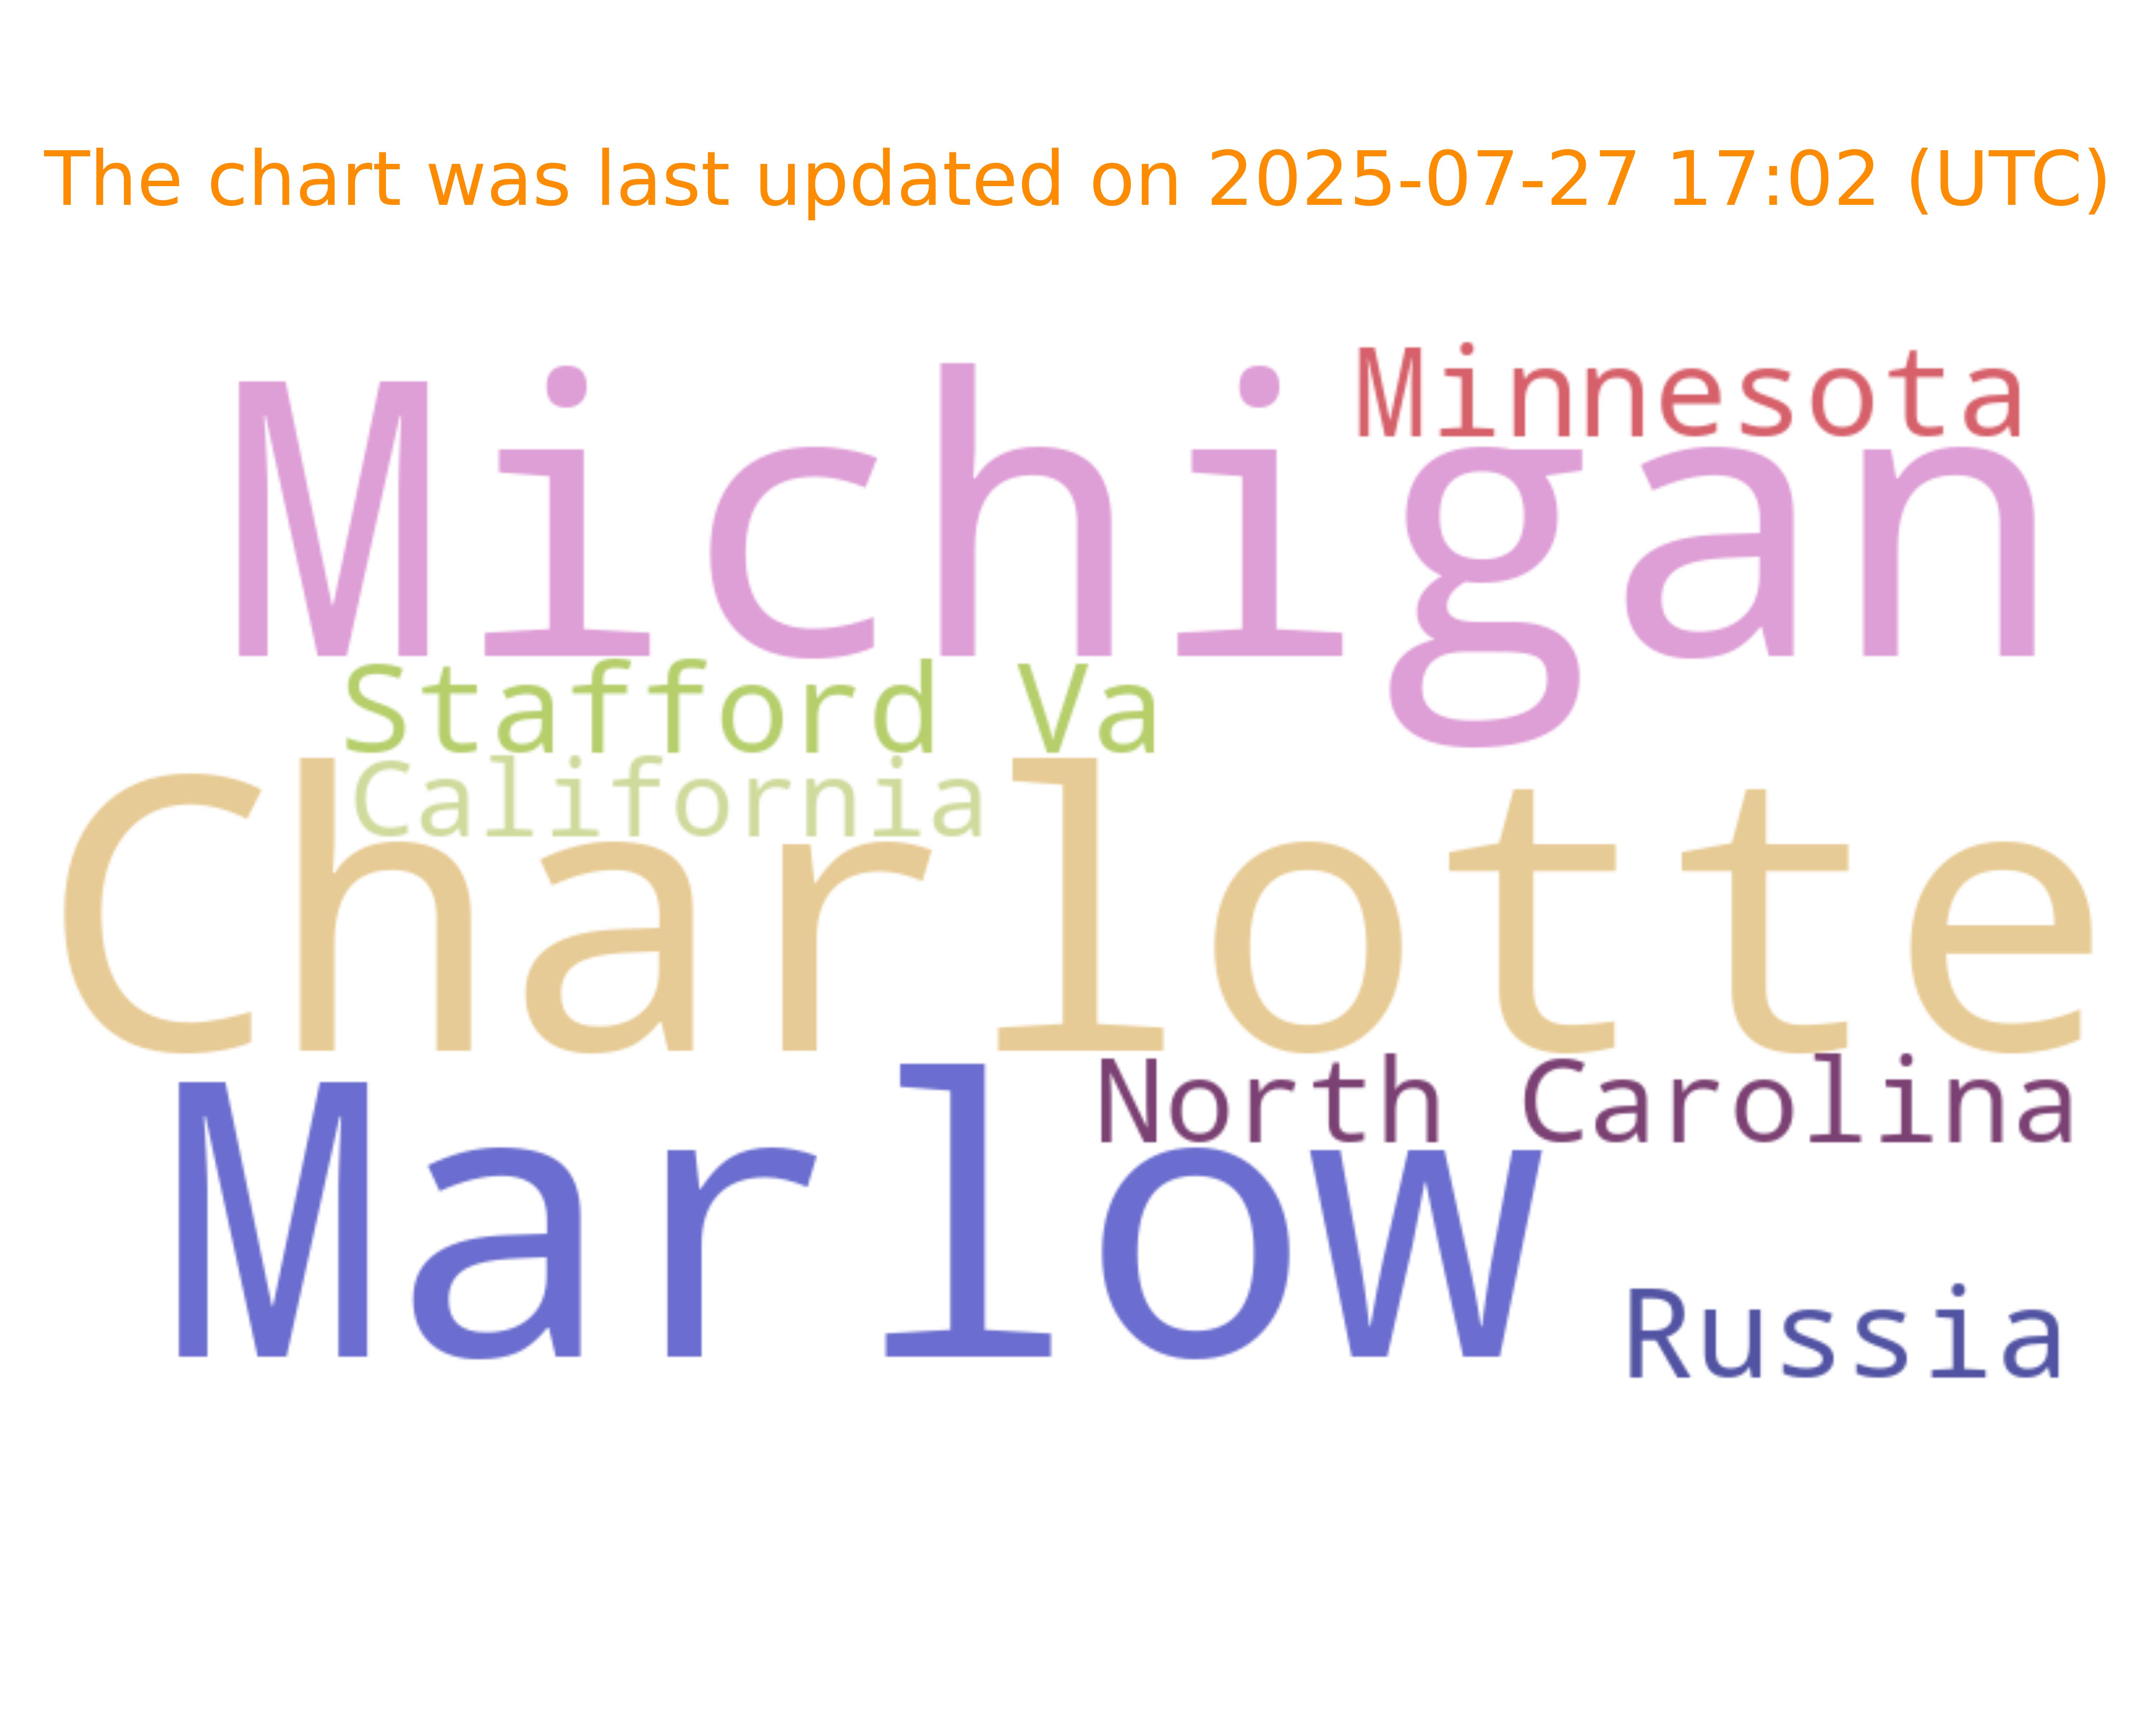 The chart was last updated on 2025-07-27 17:02 (UTC)
Minnesota
Michigan
Stafford Va
California
Charlotte
North Carolina
Marlow
Russia